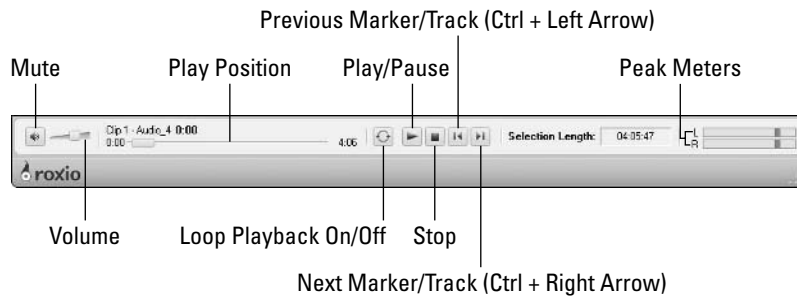 Previous Marker/Track (Ctrl + Left Arrow)
Mute
Play Position
Play/Pause
Peak Meters
Clip 1 - Audio_4 0:00
0:00
4:06
Selection Length:
04:05:47
L
R
roxio
Volume
Loop Playback On/Off
Stop
Next Marker/Track (Ctrl + Right Arrow)